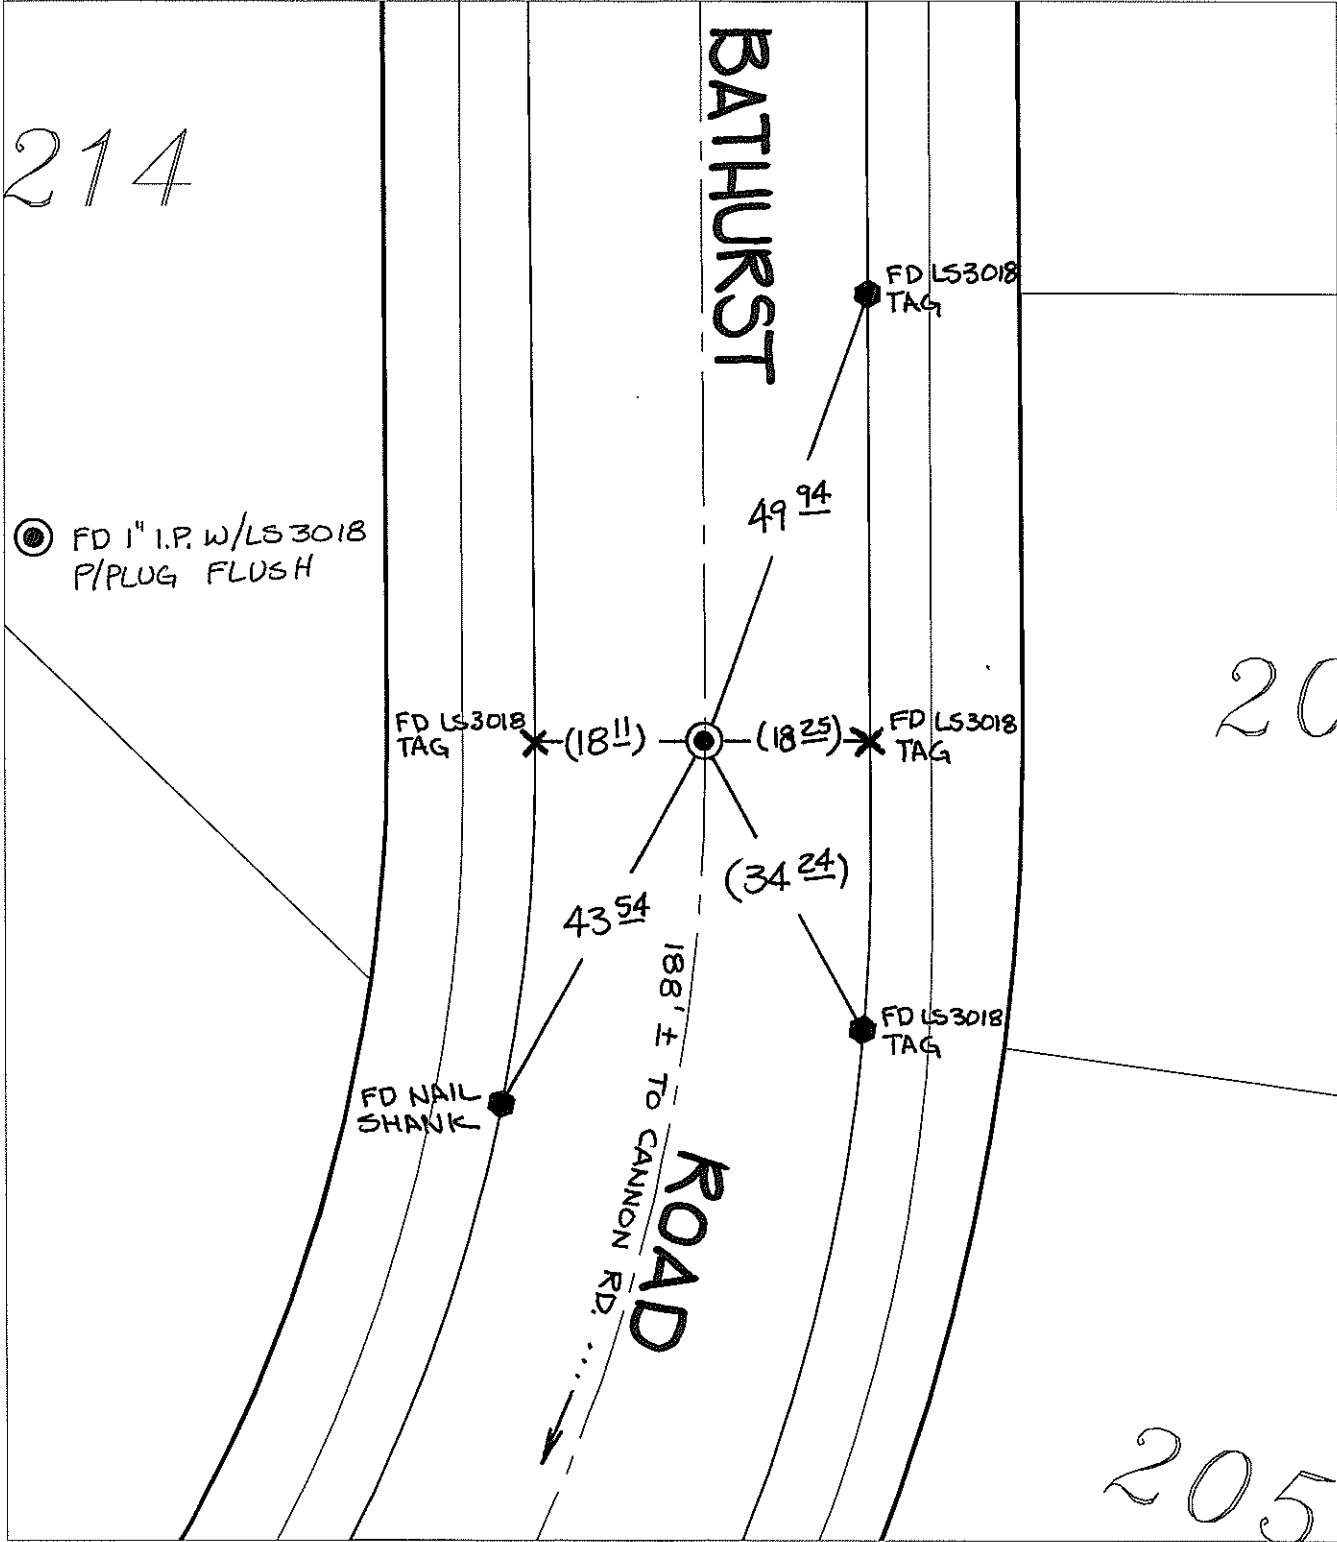 BATHURST
214
FD LS3018
TAG
49 94
FD 1" I.P. W/LS 3018
P/PLUG FLUSH
20
FD LS3018
TAG
(18 11)
(18 25)
FD LS3018
TAG
(34 24)
43 54
188' ± TO CANNON RD. ...
FD LS3018
TAG
FD NAIL
SHANK
ROAD
205